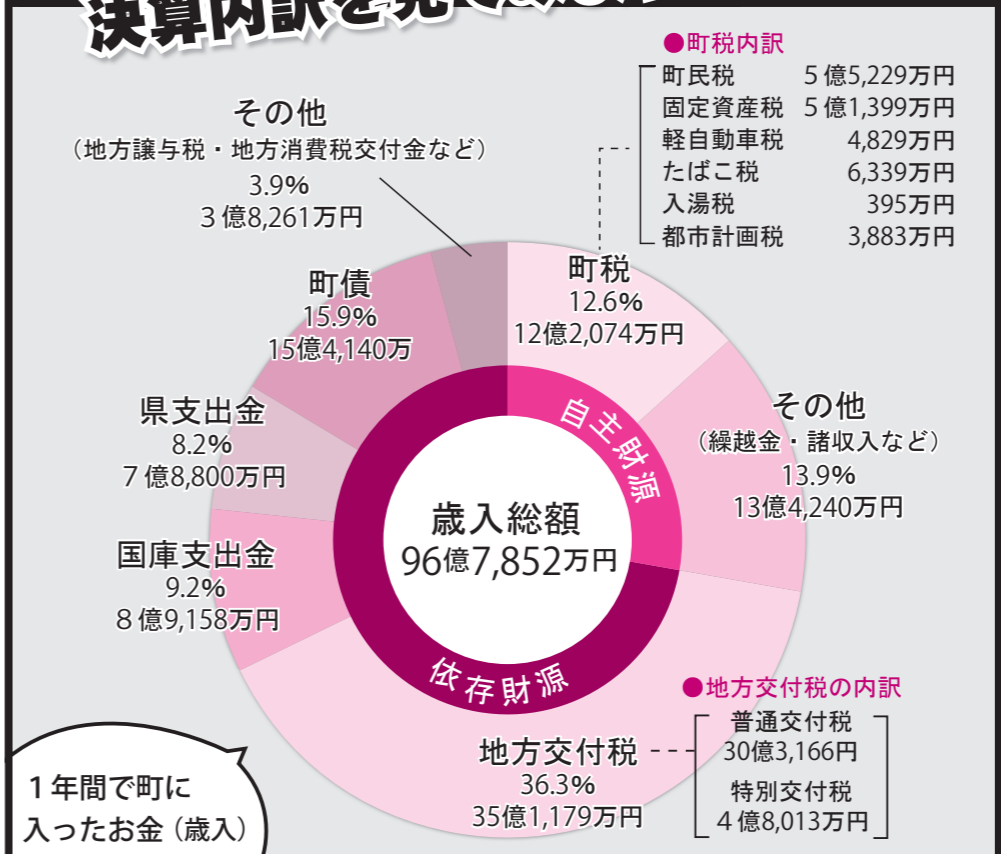 決算内訳を見て
●町税内訳
町民税 5億5,229万円
固定資産税 5億1,399万円
軽自動車税 4,829万円
たばこ税 6,339万円
入湯税 395万円
都市計画税 3,883万円
その他
(地方譲与税・地方消費税交付金など)
3.9%
3億8,261万円
町税
12.6%
12億2,074万円
町債
15.9%
15億4,140万
その他
(繰越金・諸収入など)
13.9%
13億4,240万円
県支出金
8.2%
7億8,800万円
自主財源
歳入総額
96億7,852万円
国庫支出金
9.2%
8億9,158万円
依存財源
地方交付税
36.3%
35億1,179万円
●地方交付税の内訳
普通交付税
30億3,166円
特別交付税
4億8,013万円
1年間で町に
入ったお金(歳入)